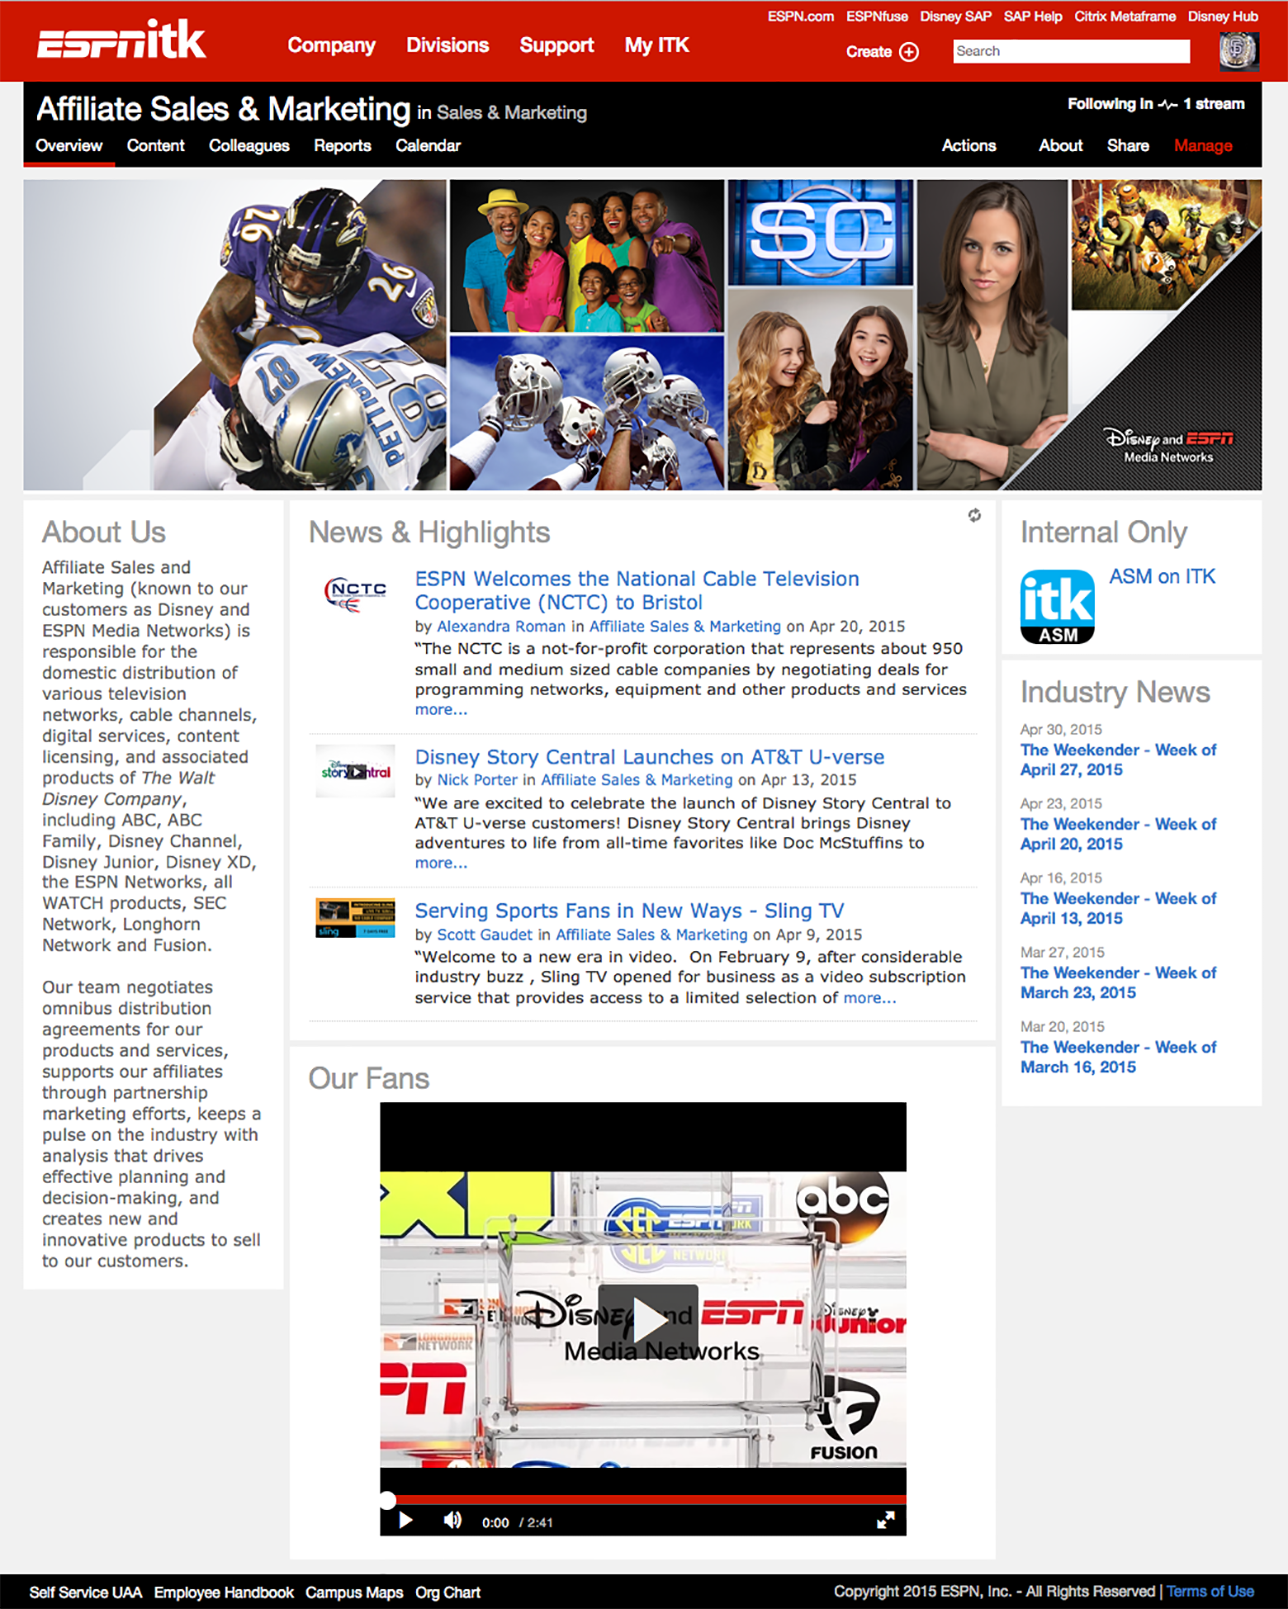 ESPN.com ESPNfuse Disney SAP SAP Help Citrix Metaframe Disney Hub
ESPNitk
Company Divisions Support My ITK
Create
Search
Affiliate Sales & Marketing in Sales & Marketing
Following in 1 stream
Overview Content Colleagues Reports Calendar
Actions About Share Manage
26
26
87
87
PETTIGREW
SC
Disney and ESPN
Media Networks
About Us
Affiliate Sales and
Marketing (known to our
customers as Disney and
ESPN Media Networks) is
responsible for the
domestic distribution of
various television
networks, cable channels,
digital services, content
licensing, and associated
products of The Walt
Disney Company,
including ABC, ABC
Family, Disney Channel,
Disney Junior, Disney XD,
the ESPN Networks, all
WATCH products, SEC
Network, Longhorn
Network and Fusion.
Our team negotiates
omnibus distribution
agreements for our
products and services,
supports our affiliates
through partnership
marketing efforts, keeps a
pulse on the industry with
analysis that drives
effective planning and
decision-making, and
creates new and
innovative products to sell
to our customers.
News & Highlights
NCTC
ESPN Welcomes the National Cable Television
Cooperative (NCTC) to Bristol
by Alexandra Roman in Affiliate Sales & Marketing on Apr 20, 2015
“The NCTC is a not-for-profit corporation that represents about 950
small and medium sized cable companies by negotiating deals for
programming networks, equipment and other products and services
more...
Disney Story Central Launches on AT&T U-verse
by Nick Porter in Affiliate Sales & Marketing on Apr 13, 2015
“We are excited to celebrate the launch of Disney Story Central to
AT&T U-verse customers! Disney Story Central brings Disney
adventures to life from all-time favorites like Doc McStuffins to
more...
sling
Serving Sports Fans in New Ways - Sling TV
by Scott Gaudet in Affiliate Sales & Marketing on Apr 9, 2015
“Welcome to a new era in video.  On February 9, after considerable
industry buzz , Sling TV opened for business as a video subscription
service that provides access to a limited selection of more...
Our Fans
XD
abc
SEC ESPN
NETWORK
Disney and ESPN
Media Networks
Disney Junior
LONGHORN
NETWORK
FUSION
0:00 / 2:41
Internal Only
itk
ASM
ASM on ITK
Industry News
Apr 30, 2015
The Weekender - Week of
April 27, 2015
Apr 23, 2015
The Weekender - Week of
April 20, 2015
Apr 16, 2015
The Weekender - Week of
April 13, 2015
Mar 27, 2015
The Weekender - Week of
March 23, 2015
Mar 20, 2015
The Weekender - Week of
March 16, 2015
Self Service UAA Employee Handbook Campus Maps Org Chart
Copyright 2015 ESPN, Inc. - All Rights Reserved | Terms of Use